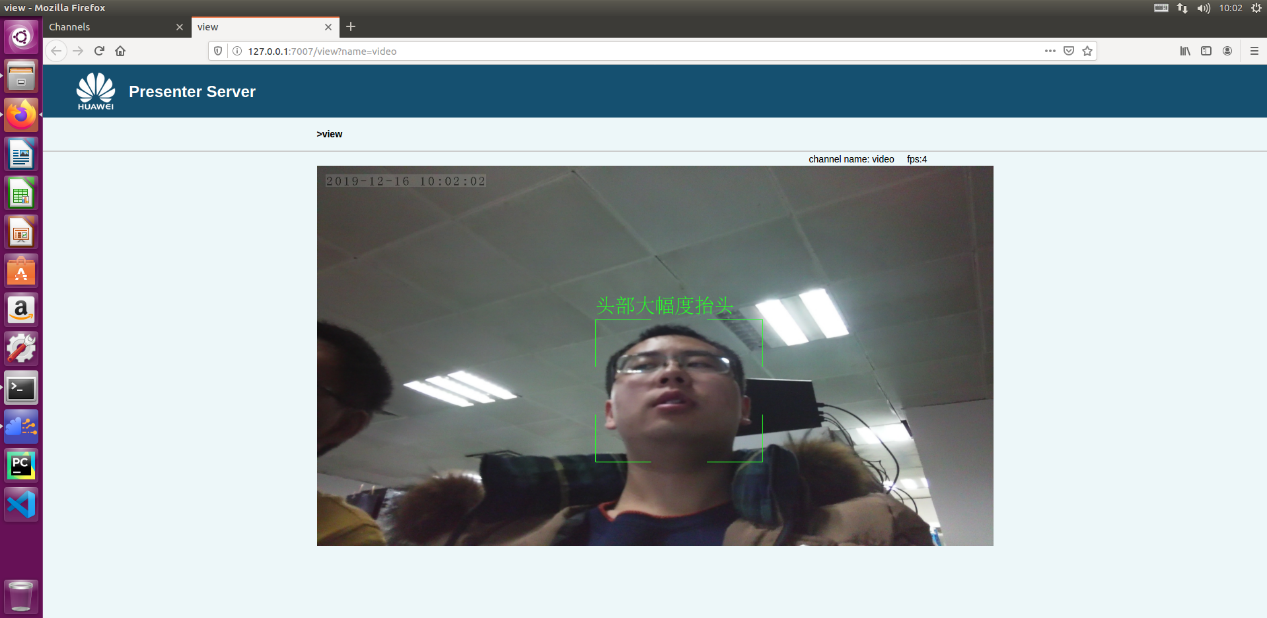 view - Mozilla Firefox
10:02
Channels
view
127.0.0.1:7007/view?name=video
HUAWEI
Presenter Server
>view
channel name: video fps:4
2019-12-16 10:02:02
头部大幅度抬头
A
a
>_
PC